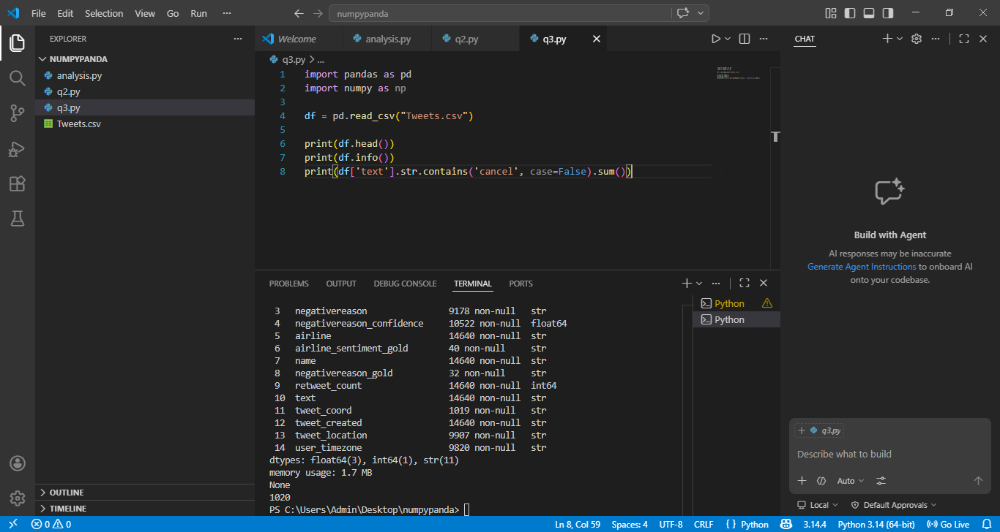 File Edit Selection View Go Run ···
numpypanda
EXPLORER ···
NUMPYPANDA
analysis.py
q2.py
q3.py
Tweets.csv
OUTLINE
TIMELINE
Welcome analysis.py q2.py q3.py
q3.py > ...
1 import pandas as pd
2 import numpy as np
3
4 df = pd.read_csv("Tweets.csv")
5
6 print(df.head())
7 print(df.info())
8 print(df['text'].str.contains('cancel', case=False).sum())
PROBLEMS OUTPUT DEBUG CONSOLE TERMINAL PORTS
3 negativereason 9178 non-null str
4 negativereason_confidence 10522 non-null float64
5 airline 14640 non-null str
6 airline_sentiment_gold 40 non-null str
7 name 14640 non-null str
8 negativereason_gold 32 non-null str
9 retweet_count 14640 non-null int64
10 text 14640 non-null str
11 tweet_coord 1019 non-null str
12 tweet_created 14640 non-null str
13 tweet_location 9907 non-null str
14 user_timezone 9820 non-null str
dtypes: float64(3), int64(1), str(11)
memory usage: 1.7 MB
None
1020
PS C:\Users\Admin\Desktop\numpypanda>
Python
Python
CHAT
Build with Agent
AI responses may be inaccurate
Generate Agent Instructions to onboard AI
onto your codebase.
q3.py
Describe what to build
Auto
Local Default Approvals
0 0 Ln 8, Col 59 Spaces: 4 UTF-8 CRLF { } Python 3.14.4 Python 3.14 (64-bit) Go Live